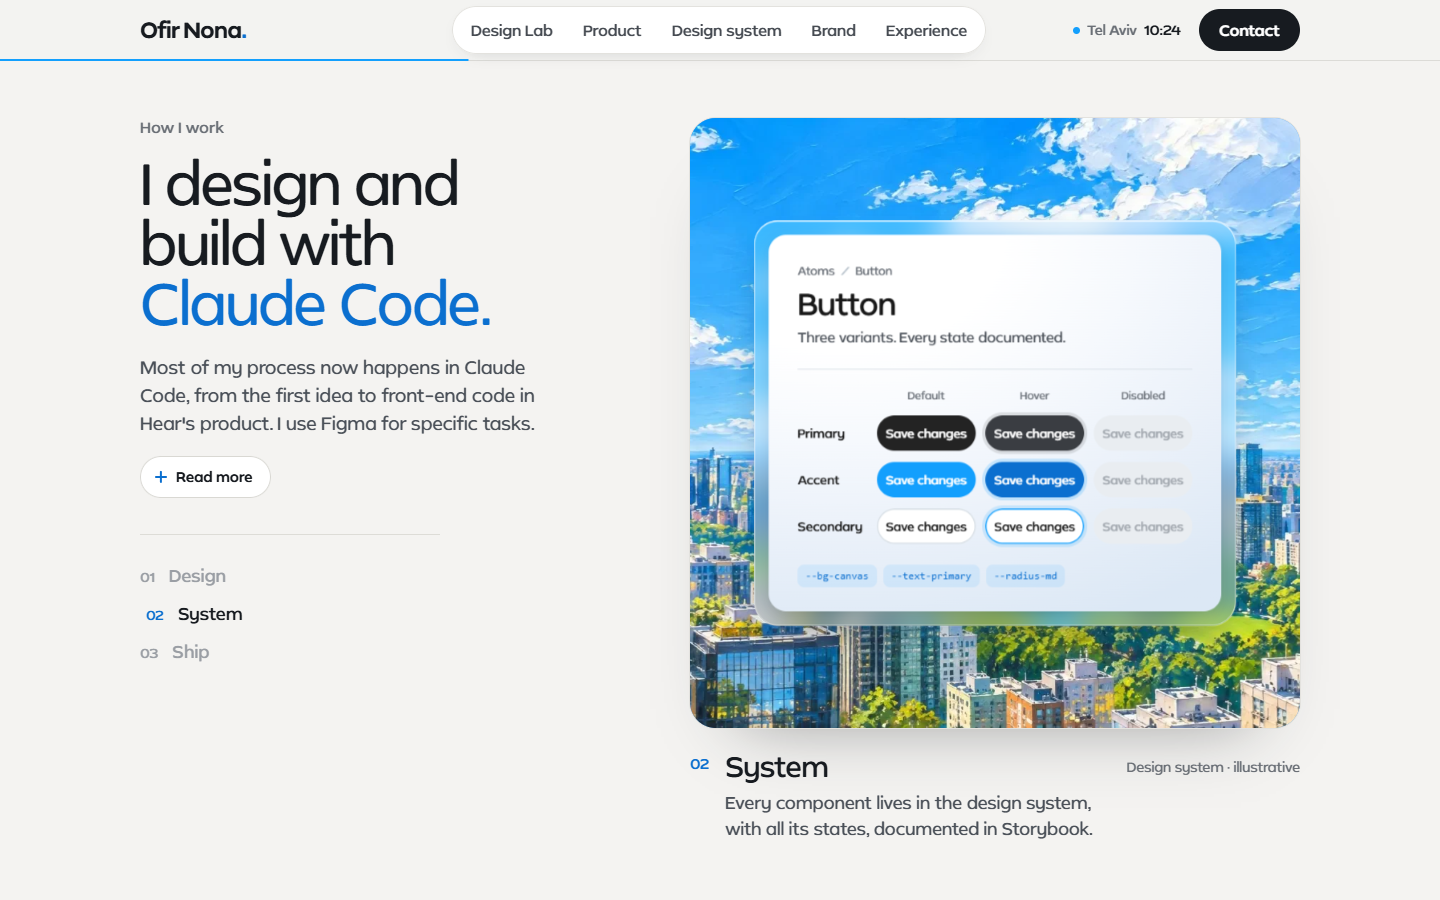 Ofir Nona.
Design Lab
Product
Design system
Brand
Experience
Tel Aviv 10:24
Contact
How I work
I design and
build with
Claude Code.
Most of my process now happens in Claude
Code, from the first idea to front-end code in
Hear's product. I use Figma for specific tasks.
+ Read more
01 Design
02 System
03 Ship
Atoms / Button
Button
Three variants. Every state documented.
Default Hover Disabled
Primary Save changes Save changes Save changes
Accent Save changes Save changes Save changes
Secondary Save changes Save changes Save changes
--bg-canvas --text-primary --radius-md
02 System
Design system · illustrative
Every component lives in the design system,
with all its states, documented in Storybook.